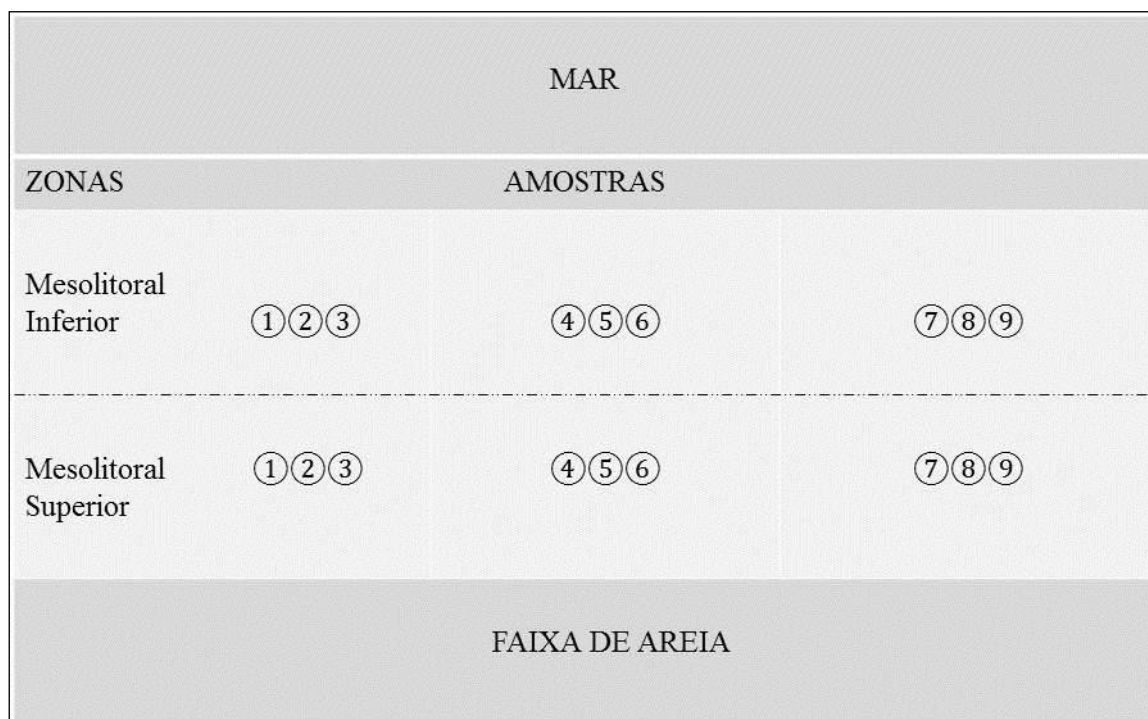 MAR
ZONAS AMOSTRAS
Mesolitoral
Inferior ①②③ ④⑤⑥ ⑦⑧⑨
Mesolitoral ①②③ ④⑤⑥ ⑦⑧⑨
Superior
FAIXA DE AREIA